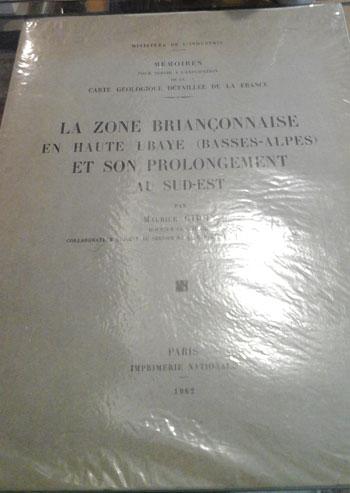 MINISTÈRE DE L'INDUSTRIE
MÉMOIRES
POUR SERVIR A L'EXPLICATION
DE LA
CARTE GÉOLOGIQUE DÉTAILLÉE DE LA FRANCE
LA ZONE BRIANÇONNAISE
EN HAUTE UBAYE (BASSES-ALPES)
ET SON PROLONGEMENT
AU SUD-EST
PAR
MAURICE
PARIS
IMPRIMERIE NATIONALE
1962